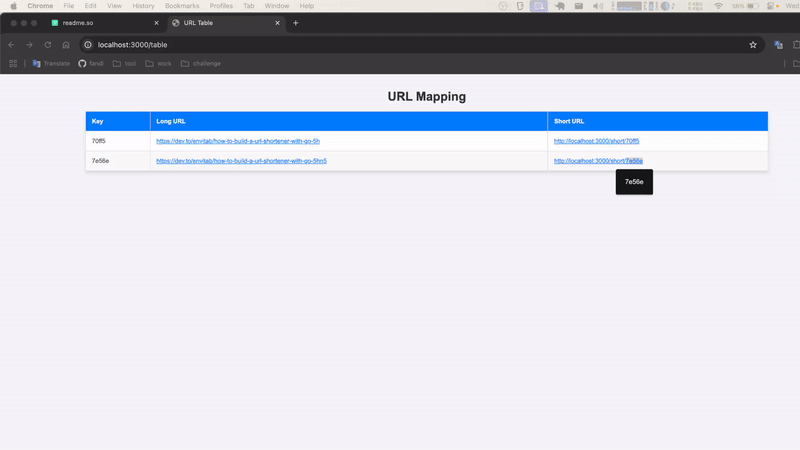 Chrome File Edit View History Bookmarks Profiles Tab Window Help
readme.so URL Table
localhost:3000/table
Translate fandi tool work challenge
URL Mapping
Key Long URL Short URL
70ff5 https://dev.to/envitab/how-to-build-a-url-shortener-with-go-5h http://localhost:3000/short/70ff5
7e56e https://dev.to/envitab/how-to-build-a-url-shortener-with-go-5hn5 http://localhost:3000/short/7e56e
7e56e